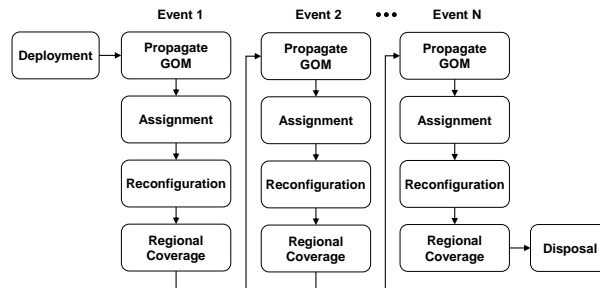 Event 1
Event 2
•••
Event N
Deployment
Propagate
GOM
Assignment
Reconfiguration
Regional
Coverage
Propagate
GOM
Assignment
Reconfiguration
Regional
Coverage
Propagate
GOM
Assignment
Reconfiguration
Regional
Coverage
Disposal